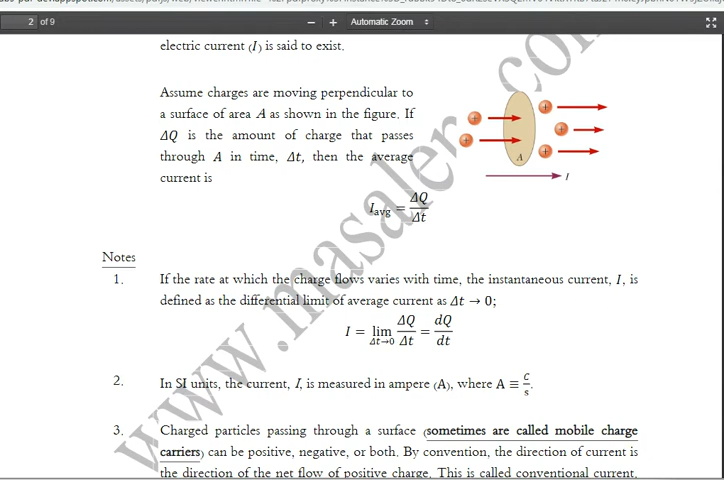 2 of 9
Automatic Zoom
electric current (I) is said to exist.
Assume charges are moving perpendicular to
a surface of area A as shown in the figure. If
ΔQ is the amount of charge that passes
through A in time, Δt, then the average
current is
A
I
I_avg = ΔQ/Δt
Notes
1. If the rate at which the charge flows varies with time, the instantaneous current, I, is
defined as the differential limit of average current as Δt → 0;
I = lim Δt→0 ΔQ/Δt = dQ/dt
2. In SI units, the current, I, is measured in ampere (A), where A ≡ C/s.
3. Charged particles passing through a surface (sometimes are called mobile charge
carriers) can be positive, negative, or both. By convention, the direction of current is
the direction of the net flow of positive charge. This is called conventional current.